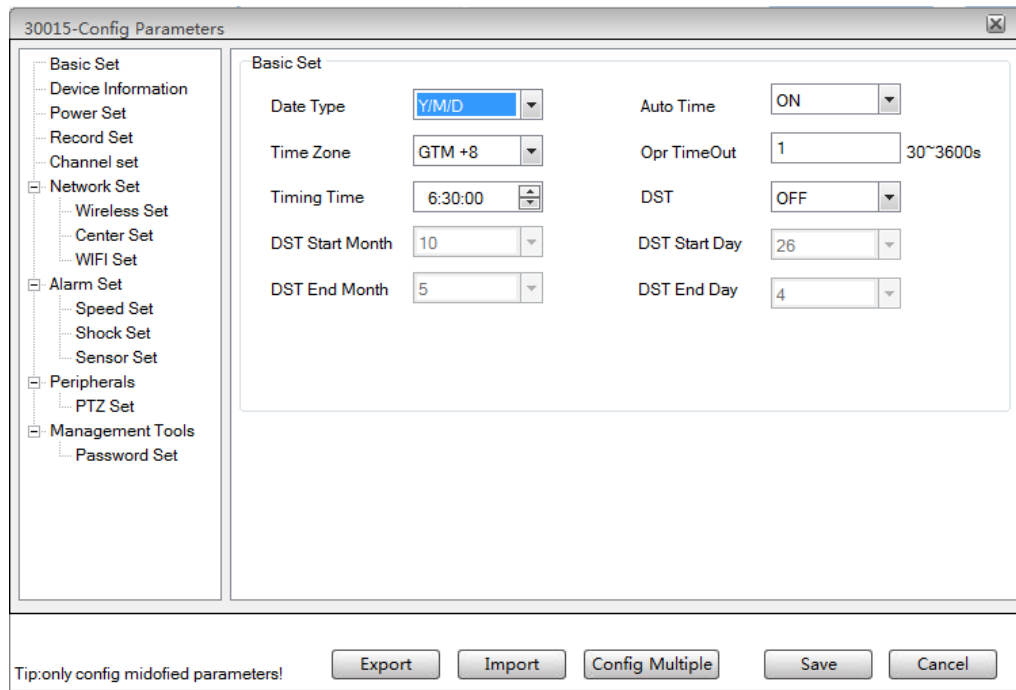 30015-Config Parameters
Basic Set
Device Information
Power Set
Record Set
Channel set
Network Set
Wireless Set
Center Set
WIFI Set
Alarm Set
Speed Set
Shock Set
Sensor Set
Peripherals
PTZ Set
Management Tools
Password Set
Basic Set
Date Type Y/M/D Auto Time ON
Time Zone GTM +8 Opr TimeOut 1 30~3600s
Timing Time 6:30:00 DST OFF
DST Start Month 10 DST Start Day 26
DST End Month 5 DST End Day 4
Tip:only config midofied parameters! Export Import Config Multiple Save Cancel